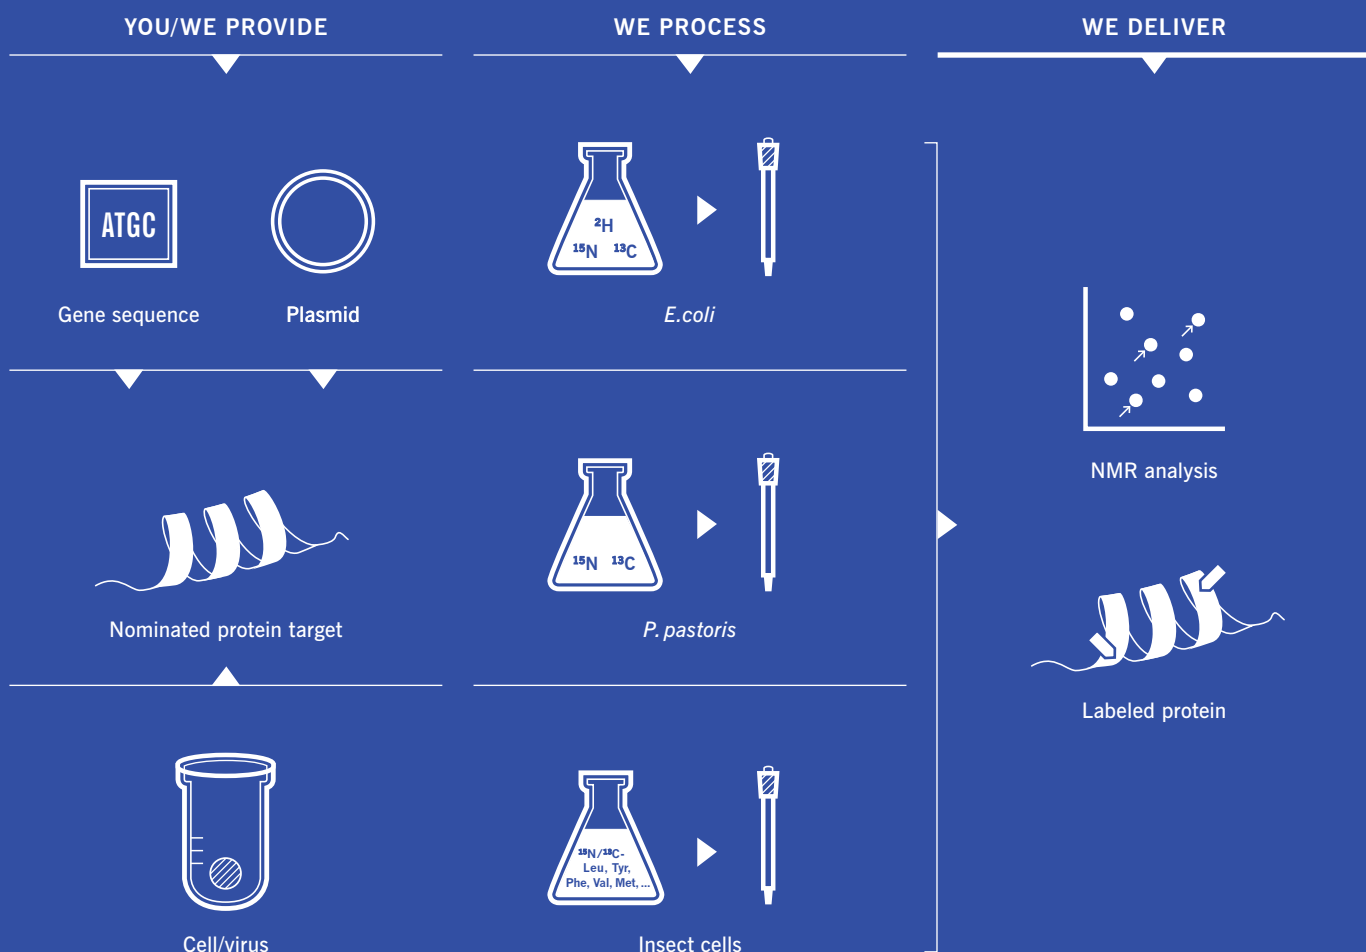 YOU/WE PROVIDE
WE PROCESS
WE DELIVER
ATGC
Gene sequence
Plasmid
²H
¹⁵N ¹³C
E.coli
Nominated protein target
¹⁵N ¹³C
P. pastoris
NMR analysis
Labeled protein
Cell/virus
¹⁵N/¹³C-
Leu, Tyr,
Phe, Val, Met, ...
Insect cells